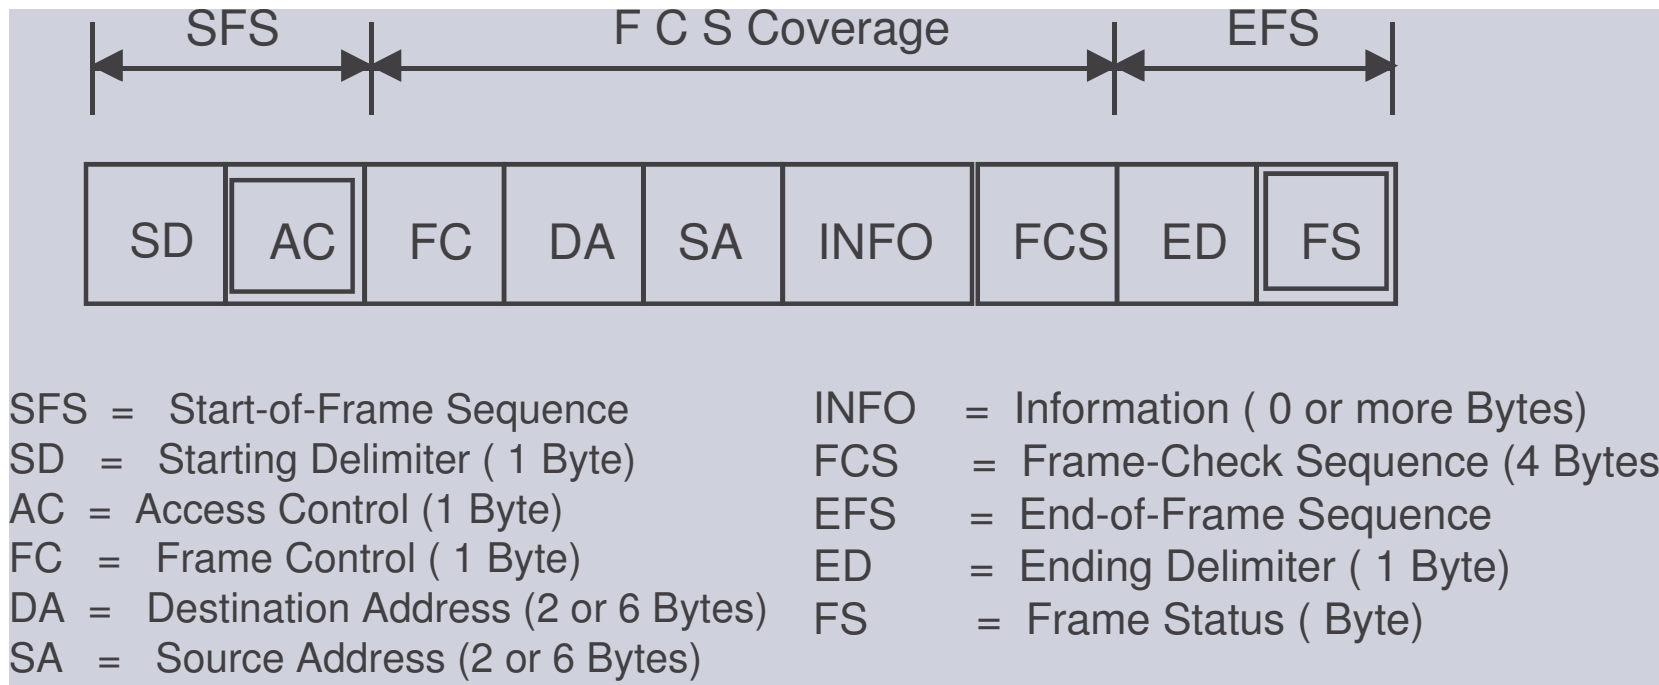 SFS F C S Coverage EFS
SD AC FC DA SA INFO FCS ED FS
SFS = Start-of-Frame Sequence
SD = Starting Delimiter ( 1 Byte)
AC = Access Control (1 Byte)
FC = Frame Control ( 1 Byte)
DA = Destination Address (2 or 6 Bytes)
SA = Source Address (2 or 6 Bytes)
INFO = Information ( 0 or more Bytes)
FCS = Frame-Check Sequence (4 Bytes
EFS = End-of-Frame Sequence
ED = Ending Delimiter ( 1 Byte)
FS = Frame Status ( Byte)